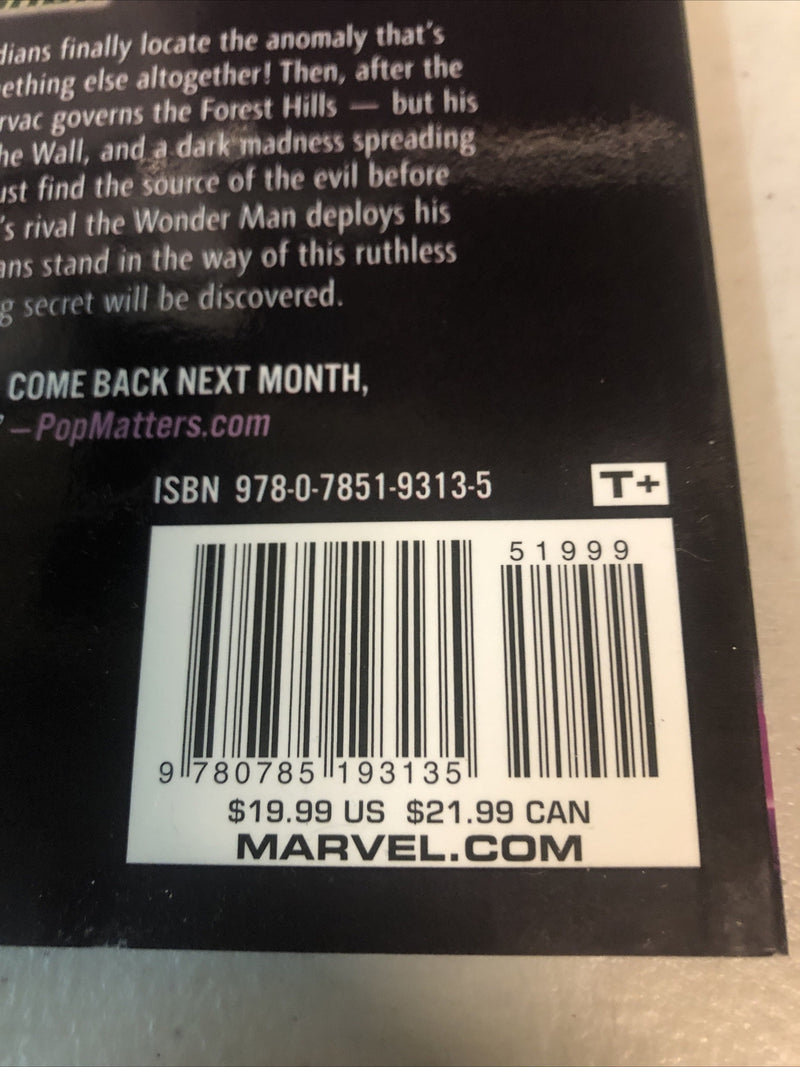 dians finally locate the anomaly that's
ething else altogether! Then, after the
rvac governs the Forest Hills — but his
he Wall, and a dark madness spreading
ust find the source of the evil before
's rival the Wonder Man deploys his
ans stand in the way of this ruthless
g secret will be discovered.
COME BACK NEXT MONTH,
" —PopMatters.com
ISBN 978-0-7851-9313-5
T+
51999
9 780785 193135
$19.99 US $21.99 CAN
MARVEL.COM